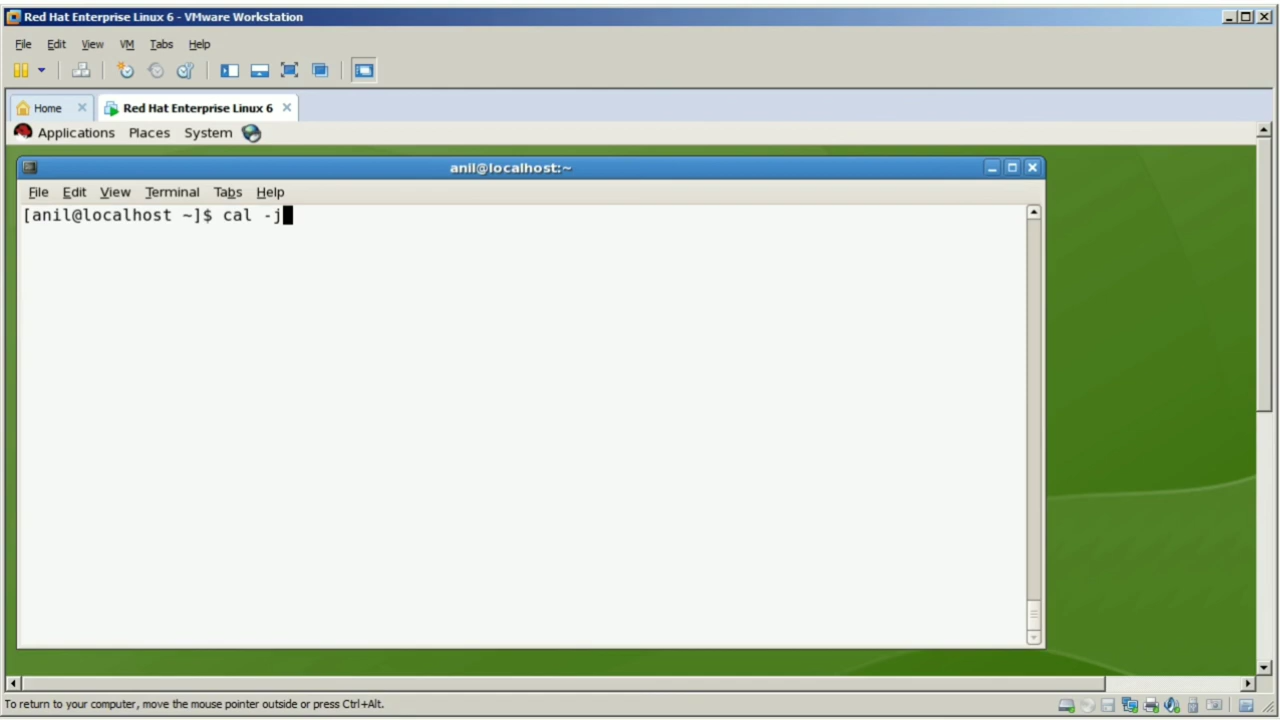 Red Hat Enterprise Linux 6 - VMware Workstation
File Edit View VM Tabs Help
Home Red Hat Enterprise Linux 6
Applications Places System
anil@localhost:~
File Edit View Terminal Tabs Help
[anil@localhost ~]$ cal -j
To return to your computer, move the mouse pointer outside or press Ctrl+Alt.